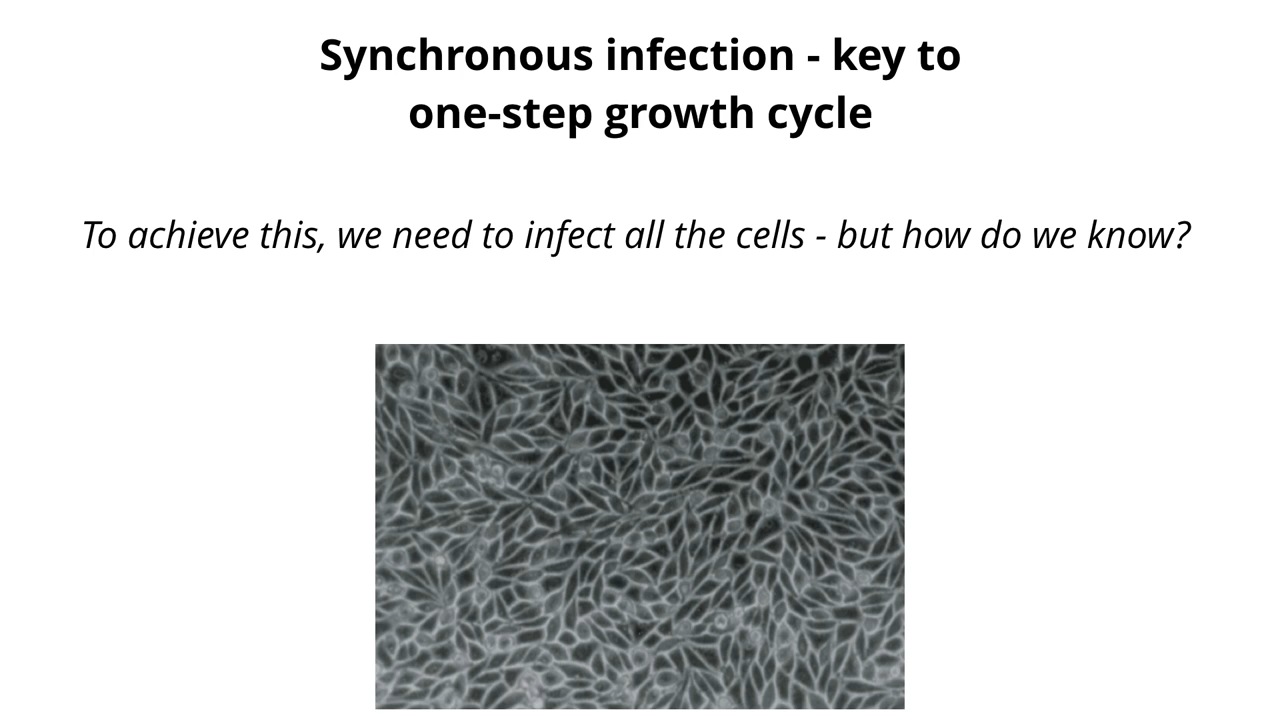 Synchronous infection - key to
one-step growth cycle
To achieve this, we need to infect all the cells - but how do we know?